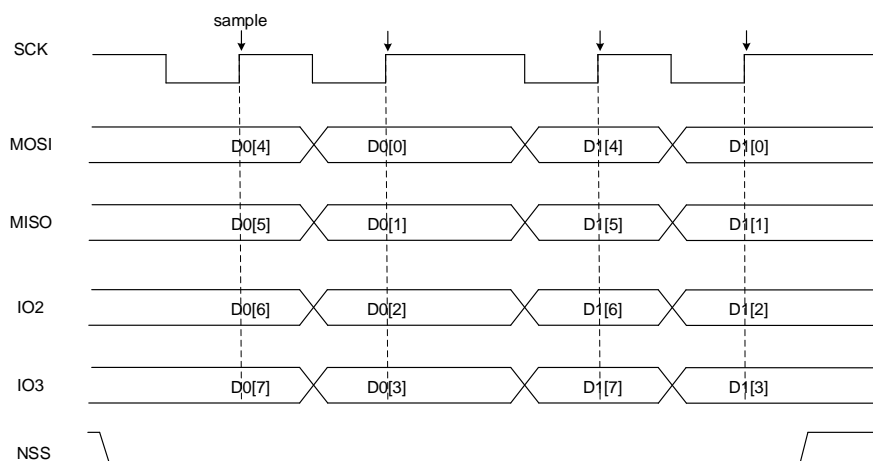 sample
SCK
MOSI D0[4] D0[0] D1[4] D1[0]
MISO D0[5] D0[1] D1[5] D1[1]
IO2 D0[6] D0[2] D1[6] D1[2]
IO3 D0[7] D0[3] D1[7] D1[3]
NSS